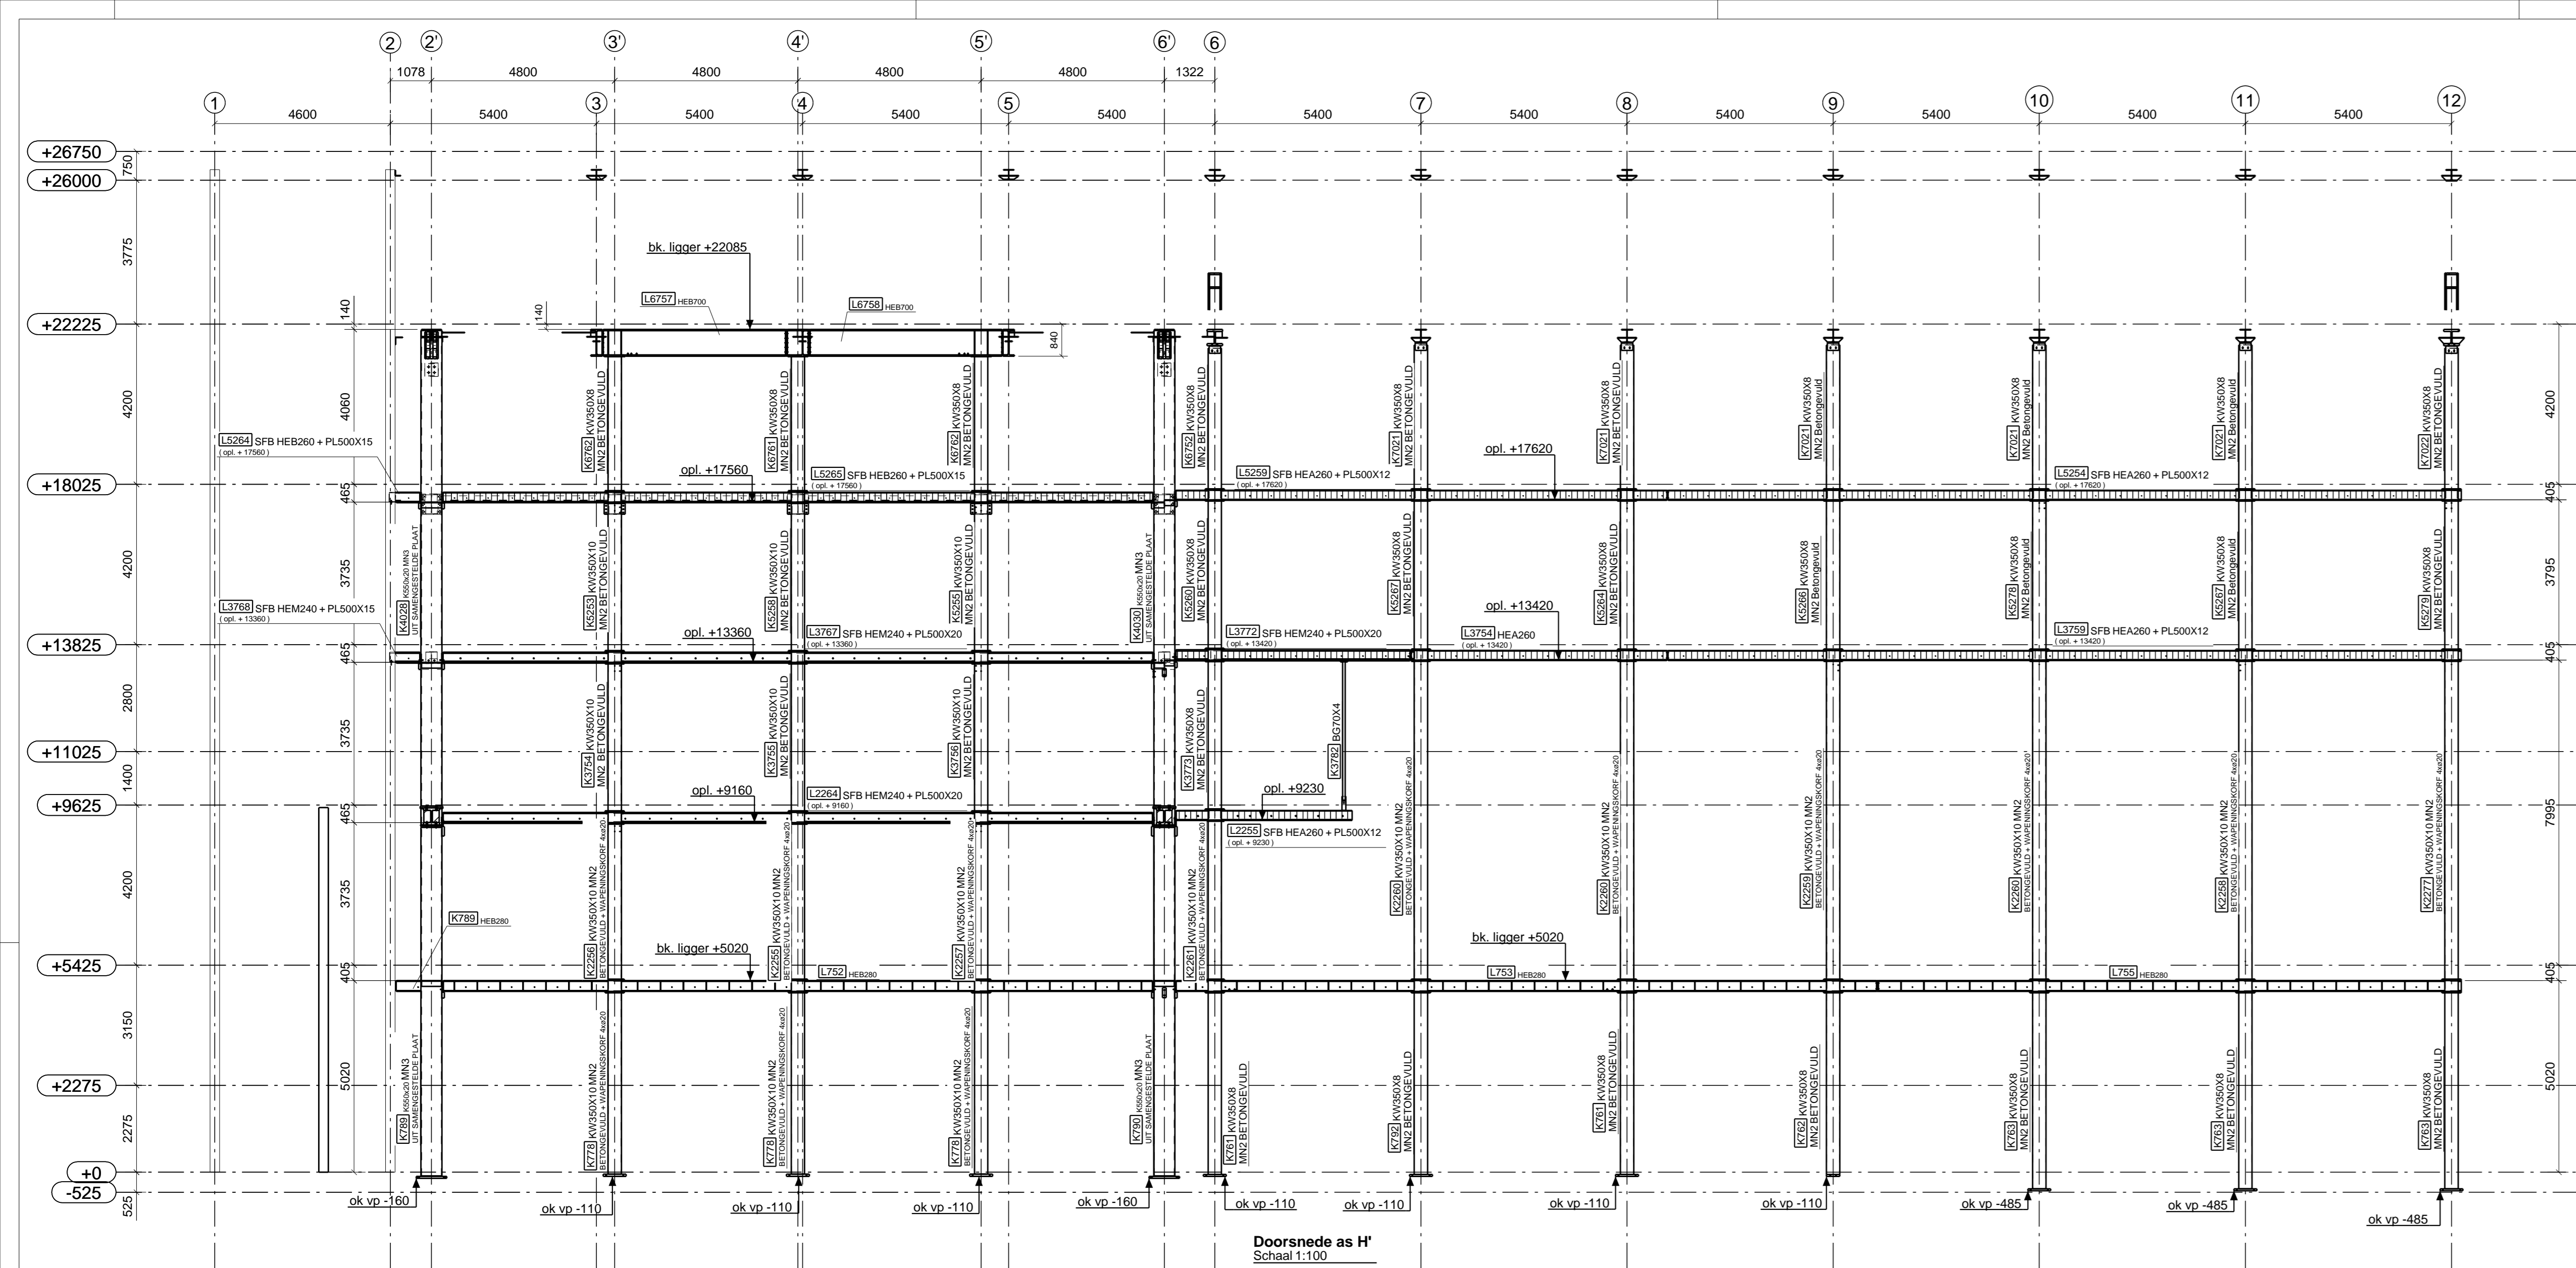 2
2'
3'
4'
5'
6'
6
1078
4800
4800
4800
4800
1322
1
3
4
5
7
8
9
10
11
12
4600
5400
5400
5400
5400
5400
5400
5400
5400
5400
5400
+26750
750
+26000
3775
+22225
4200
+18025
4200
+13825
2800
+11025
1400
+9625
4200
+5425
3150
+2275
2275
+0
-525
525
140
4060
465
3735
465
3735
465
3735
405
5020
bk. ligger +22085
140
L6757 HEB700
L6758 HEB700
840
K6762 KW350X8
MN2 BETONGEVULD
K6761 KW350X8
MN2 BETONGEVULD
K6762 KW350X8
MN2 BETONGEVULD
K6752 KW350X8
MN2 BETONGEVULD
K7021 KW350X8
MN2 BETONGEVULD
K7021 KW350X8
MN2 BETONGEVULD
K7021 KW350X8
MN2 Betongevuld
K7021 KW350X8
MN2 Betongevuld
K7021 KW350X8
MN2 Betongevuld
K7022 KW350X8
MN2 BETONGEVULD
L5264 SFB HEB260 + PL500X15
( opl. + 17560 )
opl. +17560
L5265 SFB HEB260 + PL500X15
( opl. + 17560 )
L5259 SFB HEA260 + PL500X12
( opl. + 17620 )
opl. +17620
L5254 SFB HEA260 + PL500X12
( opl. + 17620 )
K4028 K550x20 MN3
UIT SAMENGESTELDE PLAAT
K5253 KW350X10
MN2 BETONGEVULD
K5258 KW350X10
MN2 BETONGEVULD
K5255 KW350X10
MN2 BETONGEVULD
K4030 K550x20 MN3
UIT SAMENGESTELDE PLAAT
K5260 KW350X8
MN2 BETONGEVULD
K5267 KW350X8
MN2 BETONGEVULD
K5264 KW350X8
MN2 BETONGEVULD
K5266 KW350X8
MN2 Betongevuld
K5278 KW350X8
MN2 Betongevuld
K5267 KW350X8
MN2 Betongevuld
K5279 KW350X8
MN2 BETONGEVULD
L3768 SFB HEM240 + PL500X15
( opl. + 13360 )
opl. +13360
L3767 SFB HEM240 + PL500X20
( opl. + 13360 )
L3772 SFB HEM240 + PL500X20
( opl. + 13420 )
L3754 HEA260
( opl. + 13420 )
opl. +13420
L3759 SFB HEA260 + PL500X12
( opl. + 13420 )
K3754 KW350X10
MN2 BETONGEVULD
K3755 KW350X10
MN2 BETONGEVULD
K3756 KW350X10
MN2 BETONGEVULD
K3773 KW350X8
MN2 BETONGEVULD
K3782 BG70X4
opl. +9160
L2264 SFB HEM240 + PL500X20
( opl. + 9160 )
opl. +9230
L2255 SFB HEA260 + PL500X12
( opl. + 9230 )
K2256 KW350X10 MN2
BETONGEVULD + WAPENINGSKORF 4xø20
K2255 KW350X10 MN2
BETONGEVULD + WAPENINGSKORF 4xø20
K2257 KW350X10 MN2
BETONGEVULD + WAPENINGSKORF 4xø20
K2261 KW350X10 MN2
BETONGEVULD + WAPENINGSKORF 4xø20
K2260 KW350X10 MN2
BETONGEVULD + WAPENINGSKORF 4xø20
K2260 KW350X10 MN2
BETONGEVULD + WAPENINGSKORF 4xø20
K2259 KW350X10 MN2
BETONGEVULD + WAPENINGSKORF 4xø20
K2260 KW350X10 MN2
BETONGEVULD + WAPENINGSKORF 4xø20
K2258 KW350X10 MN2
BETONGEVULD + WAPENINGSKORF 4xø20
K2277 KW350X10 MN2
BETONGEVULD + WAPENINGSKORF 4xø20
K789 HEB280
bk. ligger +5020
L752 HEB280
bk. ligger +5020
L753 HEB280
L755 HEB280
K789 K550x20 MN3
UIT SAMENGESTELDE PLAAT
K778 KW350X10 MN2
BETONGEVULD + WAPENINGSKORF 4xø20
K778 KW350X10 MN2
BETONGEVULD + WAPENINGSKORF 4xø20
K778 KW350X10 MN2
BETONGEVULD + WAPENINGSKORF 4xø20
K790 K550x20 MN3
UIT SAMENGESTELDE PLAAT
K761 KW350X8
MN2 BETONGEVULD
K792 KW350X8
MN2 BETONGEVULD
K761 KW350X8
MN2 BETONGEVULD
K762 KW350X8
MN2 BETONGEVULD
K763 KW350X8
MN2 BETONGEVULD
K763 KW350X8
MN2 BETONGEVULD
K763 KW350X8
MN2 BETONGEVULD
4200
405
3795
405
7995
405
5020
ok vp -160
ok vp -110
ok vp -110
ok vp -110
ok vp -160
ok vp -110
ok vp -110
ok vp -110
ok vp -110
ok vp -485
ok vp -485
ok vp -485
Doorsnede as H'
Schaal 1:100